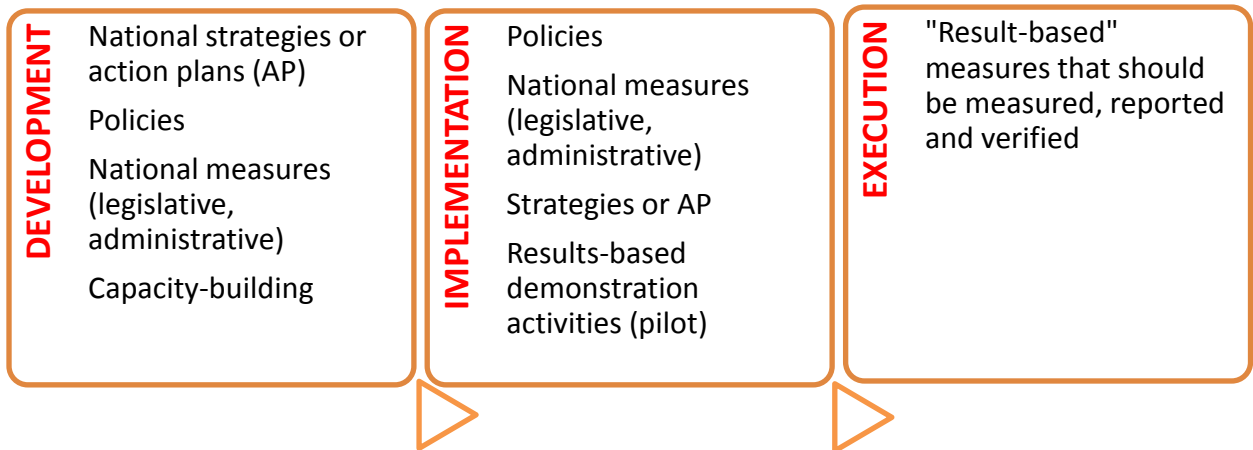 DEVELOPMENT
National strategies or
action plans (AP)
Policies
National measures
(legislative,
administrative)
Capacity-building
IMPLEMENTATION
Policies
National measures
(legislative,
administrative)
Strategies or AP
Results-based
demonstration
activities (pilot)
EXECUTION
"Result-based"
measures that should
be measured, reported
and verified